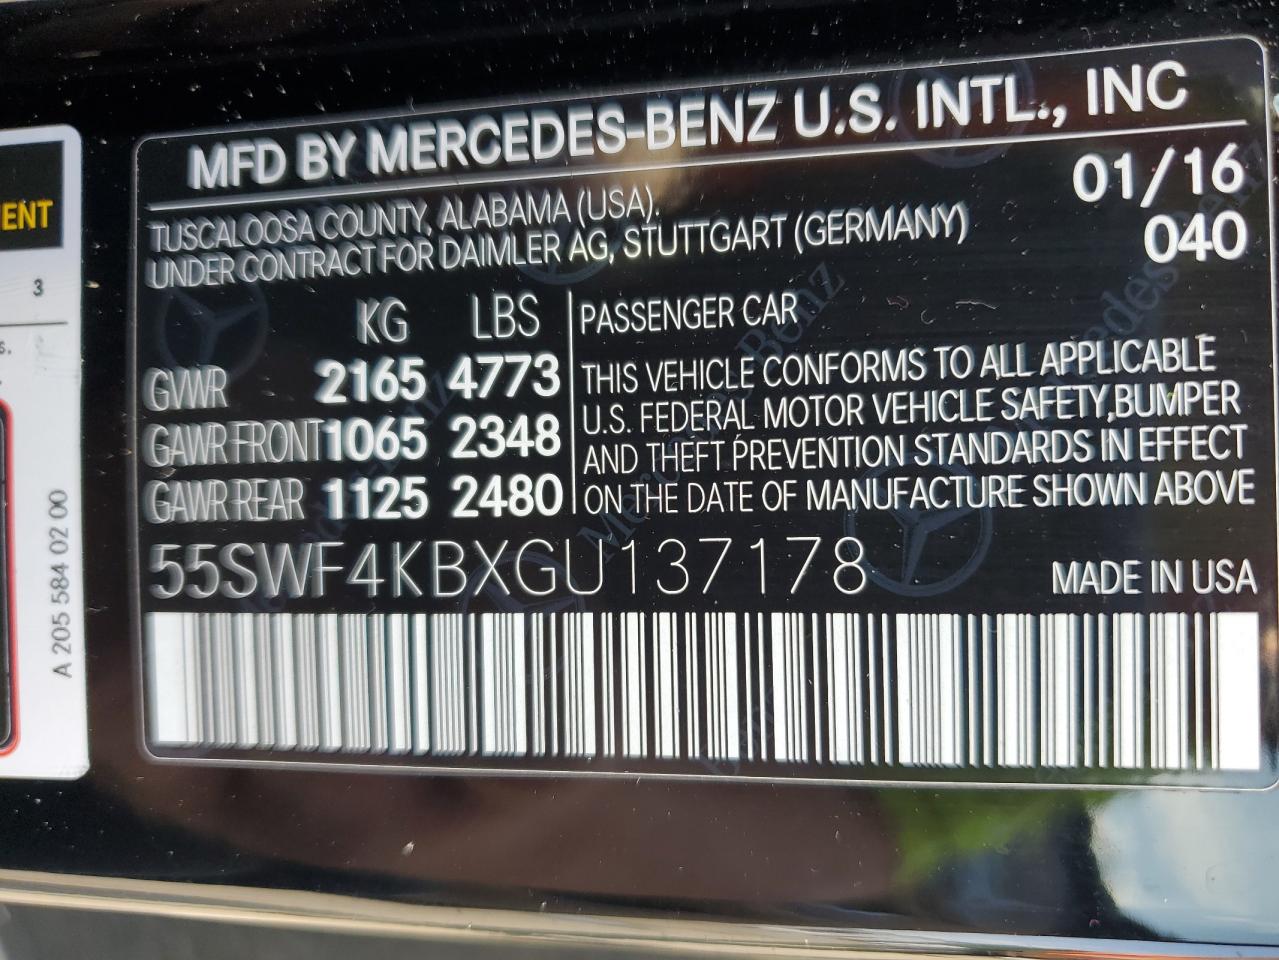 MFD BY MERCEDES-BENZ U.S. INTL., INC
01/16
TUSCALOOSA COUNTY, ALABAMA (USA).
UNDER CONTRACT FOR DAIMLER AG, STUTTGART (GERMANY)
040
KG LBS
GVWR 2165 4773
GAWR FRONT 1065 2348
GAWR REAR 1125 2480
PASSENGER CAR
THIS VEHICLE CONFORMS TO ALL APPLICABLE
U.S. FEDERAL MOTOR VEHICLE SAFETY,BUMPER
AND THEFT PREVENTION STANDARDS IN EFFECT
ON THE DATE OF MANUFACTURE SHOWN ABOVE
55SWF4KBXGU137178
MADE IN USA
ENT
3
s.
A 205 584 02 00
Mercedes-Benz